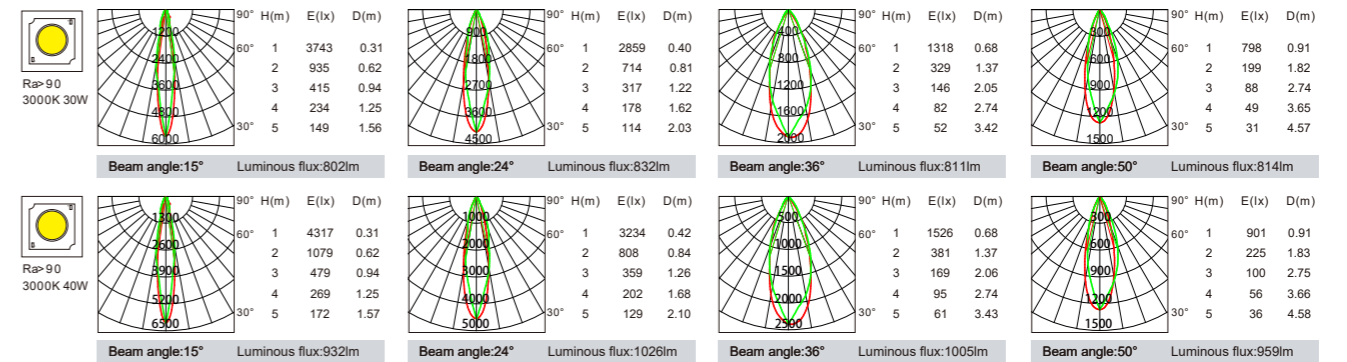 Ra>90
3000K 30W
1200
2400
3600
4800
6000
90° H(m) E(lx) D(m)
60° 1 3743 0.31
2 935 0.62
3 415 0.94
4 234 1.25
30° 5 149 1.56
Beam angle:15° Luminous flux:802lm
900
1800
2700
3600
4500
90° H(m) E(lx) D(m)
60° 1 2859 0.40
2 714 0.81
3 317 1.22
4 178 1.62
30° 5 114 2.03
Beam angle:24° Luminous flux:832lm
400
800
1200
1600
2000
90° H(m) E(lx) D(m)
60° 1 1318 0.68
2 329 1.37
3 146 2.05
4 82 2.74
30° 5 52 3.42
Beam angle:36° Luminous flux:811lm
300
600
900
1200
1500
90° H(m) E(lx) D(m)
60° 1 798 0.91
2 199 1.82
3 88 2.74
4 49 3.65
30° 5 31 4.57
Beam angle:50° Luminous flux:814lm
Ra>90
3000K 40W
1300
2600
3900
5200
6500
90° H(m) E(lx) D(m)
60° 1 4317 0.31
2 1079 0.62
3 479 0.94
4 269 1.25
30° 5 172 1.57
Beam angle:15° Luminous flux:932lm
1000
2000
3000
4000
5000
90° H(m) E(lx) D(m)
60° 1 3234 0.42
2 808 0.84
3 359 1.26
4 202 1.68
30° 5 129 2.10
Beam angle:24° Luminous flux:1026lm
500
1000
1500
2000
2500
90° H(m) E(lx) D(m)
60° 1 1526 0.68
2 381 1.37
3 169 2.06
4 95 2.74
30° 5 61 3.43
Beam angle:36° Luminous flux:1005lm
300
600
900
1200
1500
90° H(m) E(lx) D(m)
60° 1 901 0.91
2 225 1.83
3 100 2.75
4 56 3.66
30° 5 36 4.58
Beam angle:50° Luminous flux:959lm